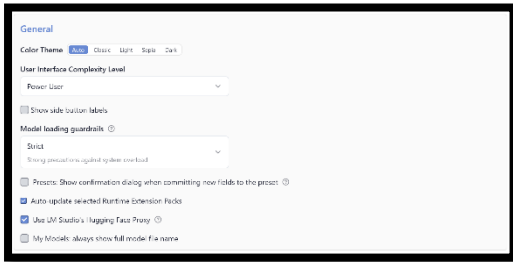 General
Color Theme Auto Classic Light Sepia Dark
User Interface Complexity Level
Power User
Show side button labels
Model loading guardrails
Strict
Strong precautions against system overload
Presets: Show confirmation dialog when committing new fields to the preset
Auto-update selected Runtime Extension Packs
Use LM Studio's Hugging Face Proxy
My Models: always show full model file name